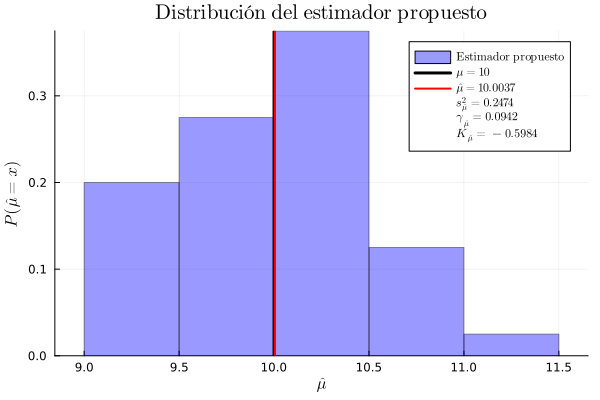 Distribución del estimador propuesto
Estimador propuesto
μ = 10
μ̂ = 10.0037
s²_μ̂ = 0.2474
γ_μ̂ = 0.0942
K_μ̂ = −0.5984
P(μ̂ = x)
0.3
0.2
0.1
0.0
9.0 9.5 10.0 10.5 11.0 11.5
μ̂